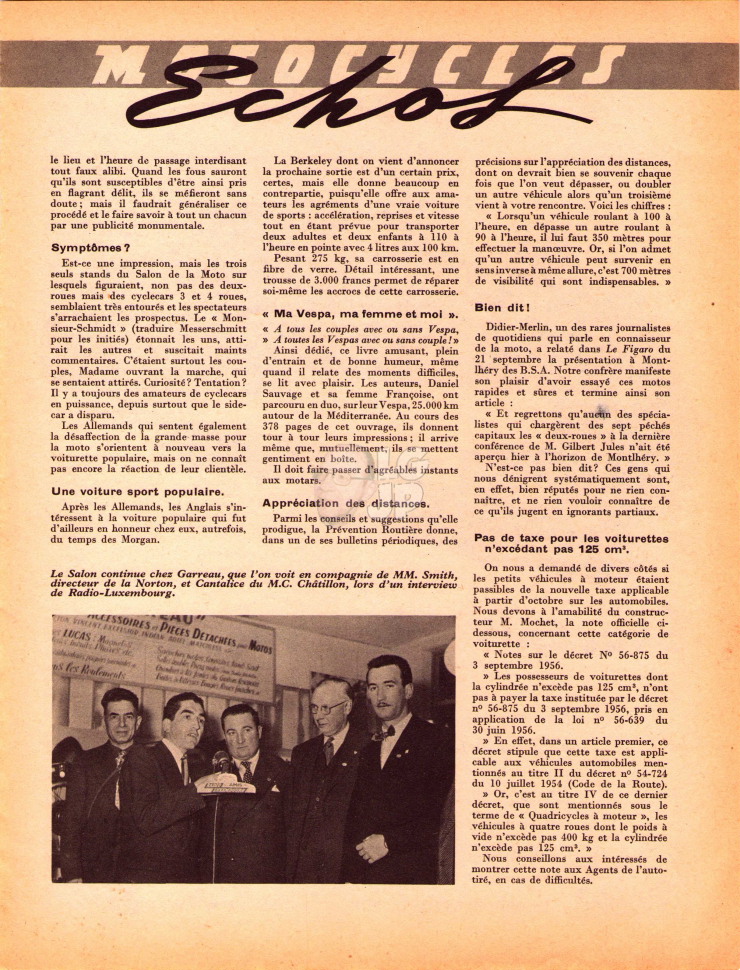 MOTOCYCLES
Echos
le lieu et l'heure de passage interdisant
tout faux alibi. Quand les fous sauront
qu'ils sont susceptibles d'être ainsi pris
en flagrant délit, ils se méfieront sans
doute ; mais il faudrait généraliser ce
procédé et le faire savoir à tout un chacun
par une publicité monumentale.
Symptômes ?
Est-ce une impression, mais les trois
seuls stands du Salon de la Moto sur
lesquels figuraient, non pas des deux-
roues mais des cyclecars 3 et 4 roues,
semblaient très entourés et les spectateurs
s'arrachaient les prospectus. Le « Mon-
sieur-Schmidt » (traduire Messerschmitt
pour les initiés) étonnait les uns, atti-
rait les autres et suscitait maints
commentaires. C'étaient surtout les cou-
ples, Madame ouvrant la marche, qui
se sentaient attirés. Curiosité ? Tentation ?
Il y a toujours des amateurs de cyclecars
en puissance, depuis surtout que le side-
car a disparu.
Les Allemands qui sentent également
la désaffection de la grande masse pour
la moto s'orientent à nouveau vers la
voiturette populaire, mais on ne connaît
pas encore la réaction de leur clientèle.
Une voiture sport populaire.
Après les Allemands, les Anglais s'in-
téressent à la voiture populaire qui fut
d'ailleurs en honneur chez eux, autrefois,
du temps des Morgan.
La Berkeley dont on vient d'annoncer
la prochaine sortie est d'un certain prix,
certes, mais elle donne beaucoup en
contrepartie, puisqu'elle offre aux ama-
teurs les agréments d'une vraie voiture
de sports : accélération, reprises et vitesse
tout en étant prévue pour transporter
deux adultes et deux enfants à 110 à
l'heure en pointe avec 4 litres aux 100 km.
Pesant 275 kg, sa carrosserie est en
fibre de verre. Détail intéressant, une
trousse de 3.000 francs permet de réparer
soi-même les accrocs de cette carrosserie.
« Ma Vespa, ma femme et moi ».
« A tous les couples avec ou sans Vespa,
» A toutes les Vespas avec ou sans couple ! »
Ainsi dédié, ce livre amusant, plein
d'entrain et de bonne humeur, même
quand il relate des moments difficiles,
se lit avec plaisir. Les auteurs, Daniel
Sauvage et sa femme Françoise, ont
parcouru en duo, sur leur Vespa, 25.000 km
autour de la Méditerranée. Au cours des
378 pages de cet ouvrage, ils donnent
tour à tour leurs impressions ; il arrive
même que, mutuellement, ils se mettent
gentiment en boîte.
Il doit faire passer d'agréables instants
aux motars.
Appréciation des distances.
Parmi les conseils et suggestions qu'elle
prodigue, la Prévention Routière donne,
dans un de ses bulletins périodiques, des
précisions sur l'appréciation des distances,
dont on devrait bien se souvenir chaque
fois que l'on veut dépasser, ou doubler
un autre véhicule alors qu'un troisième
vient à votre rencontre. Voici les chiffres :
« Lorsqu'un véhicule roulant à 100 à
l'heure, en dépasse un autre roulant à
90 à l'heure, il lui faut 350 mètres pour
effectuer la manœuvre. Or, si l'on admet
qu'un autre véhicule peut survenir en
sens inverse à même allure, c'est 700 mètres
de visibilité qui sont indispensables. »
Bien dit !
Didier-Merlin, un des rares journalistes
de quotidiens qui parle en connaisseur
de la moto, a relaté dans Le Figaro du
21 septembre la présentation à Mont-
lhéry des B.S.A. Notre confrère manifeste
son plaisir d'avoir essayé ces motos
rapides et sûres et termine ainsi son
article :
« Et regrettons qu'aucun des spécia-
listes qui chargèrent des sept péchés
capitaux les « deux-roues » à la dernière
conférence de M. Gilbert Jules n'ait été
aperçu hier à l'horizon de Montlhéry. »
N'est-ce pas bien dit ? Ces gens qui
nous dénigrent systématiquement sont,
en effet, bien réputés pour ne rien con-
naître, et ne rien vouloir connaître de
ce qu'ils jugent en ignorants partiaux.
Pas de taxe pour les voiturettes
n'excédant pas 125 cm³.
On nous a demandé de divers côtés si
les petits véhicules à moteur étaient
passibles de la nouvelle taxe applicable
à partir d'octobre sur les automobiles.
Nous devons à l'amabilité du construc-
teur M. Mochet, la note officielle ci-
dessous, concernant cette catégorie de
voiturette :
« Notes sur le décret Nº 56-875 du
3 septembre 1956.
» Les possesseurs de voiturettes dont
la cylindrée n'excède pas 125 cm³, n'ont
pas à payer la taxe instituée par le décret
nº 56-875 du 3 septembre 1956, pris en
application de la loi nº 56-639 du
30 juin 1956.
» En effet, dans un article premier, ce
décret stipule que cette taxe est appli-
cable aux véhicules automobiles men-
tionnés au titre II du décret nº 54-724
du 10 juillet 1954 (Code de la Route).
» Or, c'est au titre IV de ce dernier
décret, que sont mentionnés sous le
terme de « Quadricycles à moteur », les
véhicules à quatre roues dont le poids à
vide n'excède pas 400 kg et la cylindrée
n'excède pas 125 cm³. »
Nous conseillons aux intéressés de
montrer cette note aux Agents de l'auto-
rité, en cas de difficultés.
Le Salon continue chez Garreau, que l'on voit en compagnie de MM. Smith,
directeur de la Norton, et Cantalice du M.C. Châtillon, lors d'un interview
de Radio-Luxembourg.
ACCESSOIRES et PIÈCES DÉTACHÉES pour MOTOS
LUCAS
les Roulements